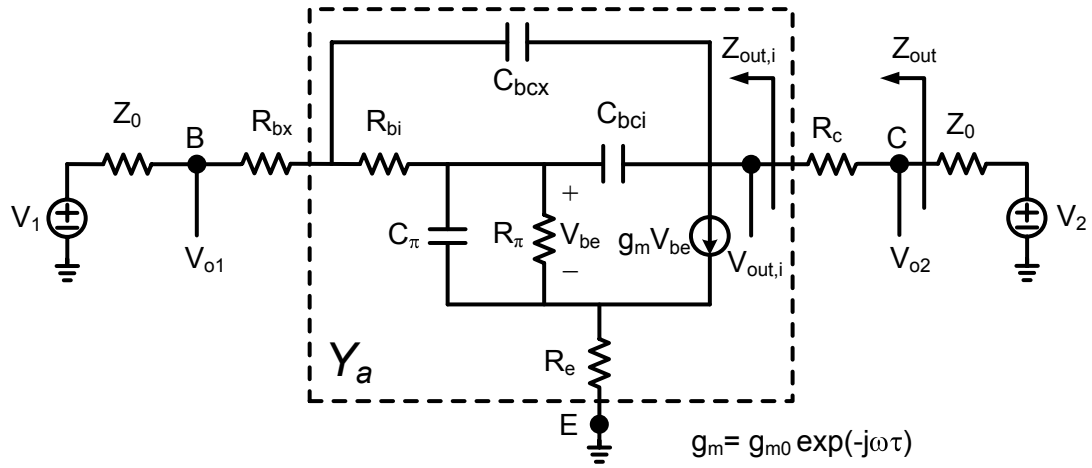 Z_out,i
Z_out
C_bcx
Z_0
B
R_bx
R_bi
C_bci
R_c
C
Z_0
+
V_1
V_o1
C_π
R_π
V_be
g_mV_be
V_out,i
V_o2
V_2
–
Y_a
R_e
E
g_m= g_m0 exp(-jωτ)